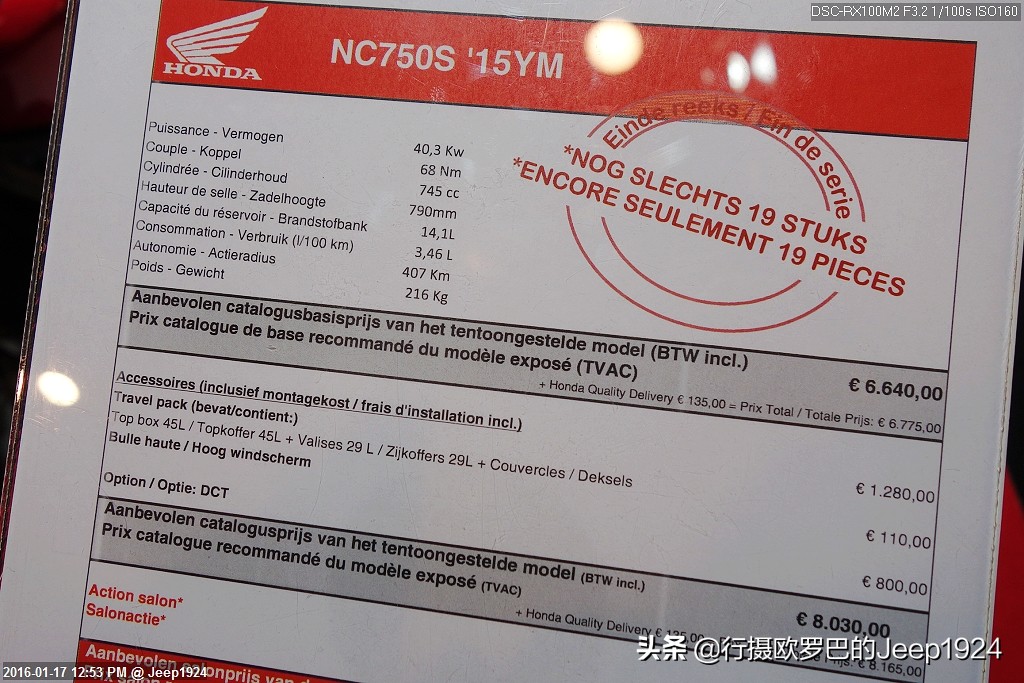 DSC-RX100M2 F3.2 1/100s ISO160
HONDA
NC750S '15YM
Einde reeks / Fin de serie
*NOG SLECHTS 19 STUKS
*ENCORE SEULEMENT 19 PIECES
Puissance - Vermogen 40,3 Kw
Couple - Koppel 68 Nm
Cylindrée - Cilinderhoud 745 cc
Hauteur de selle - Zadelhoogte 790mm
Capacité du réservoir - Brandstofbank 14,1L
Consommation - Verbruik (l/100 km) 3,46 L
Autonomie - Actieradius 407 Km
Poids - Gewicht 216 Kg
Aanbevolen catalogusbasisprijs van het tentoongestelde model (BTW incl.)
Prix catalogue de base recommandé du modèle exposé (TVAC) € 6.640,00
+ Honda Quality Delivery € 135,00 = Prix Total / Totale Prijs: € 6.775,00
Accessoires (inclusief montagekost / frais d'installation incl.)
Travel pack (bevat/contient:)
Top box 45L / Topkoffer 45L + Valises 29 L / Zijkoffers 29L + Couvercles / Deksels € 1.280,00
Bulle haute / Hoog windscherm € 110,00
Option / Optie: DCT € 800,00
Aanbevolen catalogusprijs van het tentoongestelde model (BTW incl.)
Prix catalogue recommandé du modèle exposé (TVAC) € 8.030,00
+ Honda Quality Delivery € 135,00 Prijs: € 8.165,00
Action salon*
Salonactie*
Aanbevolen salonprijs van
头条 @行摄欧罗巴的Jeep1924
2016-01-17 12:53 PM @ Jeep1924